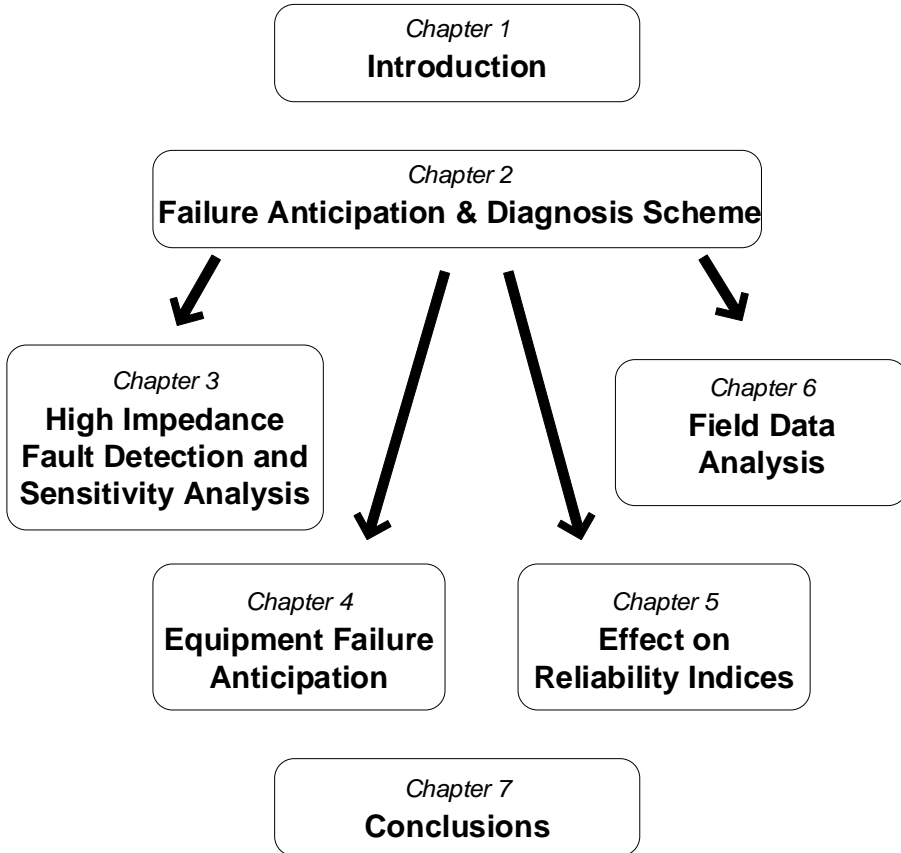 Chapter 1
Introduction
Chapter 2
Failure Anticipation & Diagnosis Scheme
Chapter 3
High Impedance
Fault Detection and
Sensitivity Analysis
Chapter 6
Field Data
Analysis
Chapter 4
Equipment Failure
Anticipation
Chapter 5
Effect on
Reliability Indices
Chapter 7
Conclusions